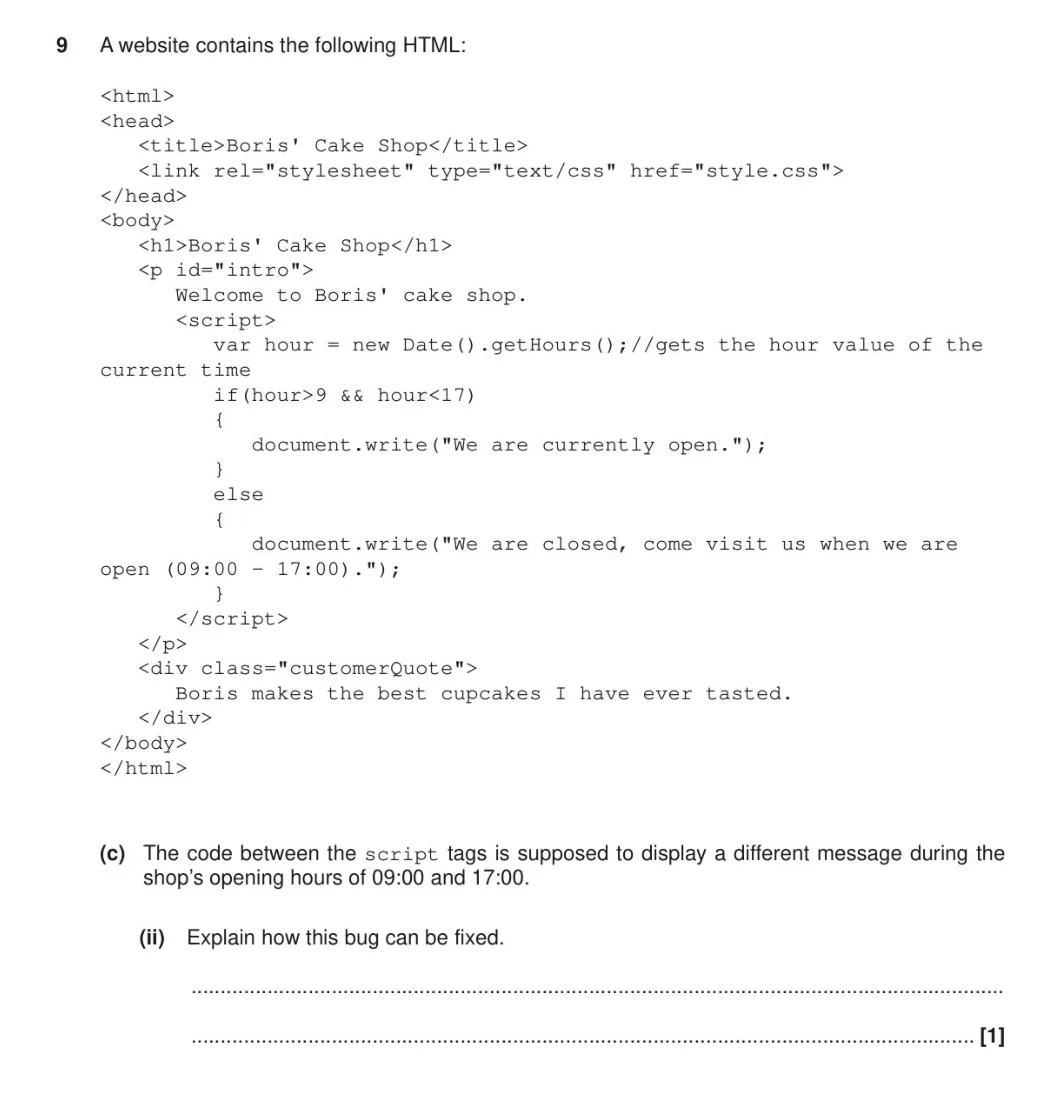 9 A website contains the following HTML:
<html>
<head>
<title>Boris' Cake Shop</title>
<link rel="stylesheet" type="text/css" href="style.css">
</head>
<body>
<h1>Boris' Cake Shop</h1>
<p id="intro">
Welcome to Boris' cake shop.
<script>
var hour = new Date().getHours();//gets the hour value of the
current time
if(hour>9 && hour<17)
{
document.write("We are currently open.");
}
else
{
document.write("We are closed, come visit us when we are
open (09:00 – 17:00).");
}
</script>
</p>
<div class="customerQuote">
Boris makes the best cupcakes I have ever tasted.
</div>
</body>
</html>
(c) The code between the script tags is supposed to display a different message during the
shop's opening hours of 09:00 and 17:00.
(ii) Explain how this bug can be fixed.
[1]